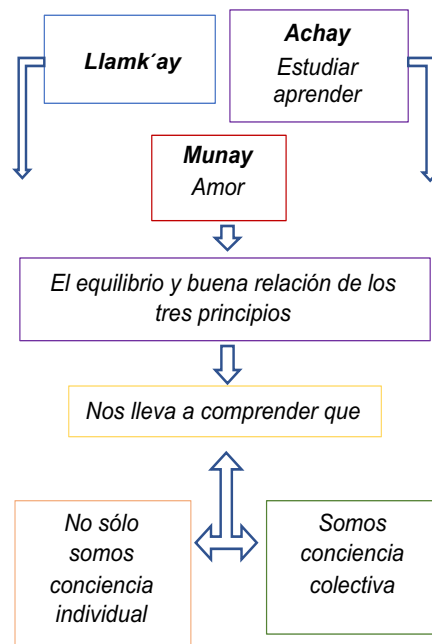 Llamk´ay
Achay
Estudiar
aprender
Munay
Amor
El equilibrio y buena relación de los
tres principios
Nos lleva a comprender que
No sólo
somos
conciencia
individual
Somos
conciencia
colectiva